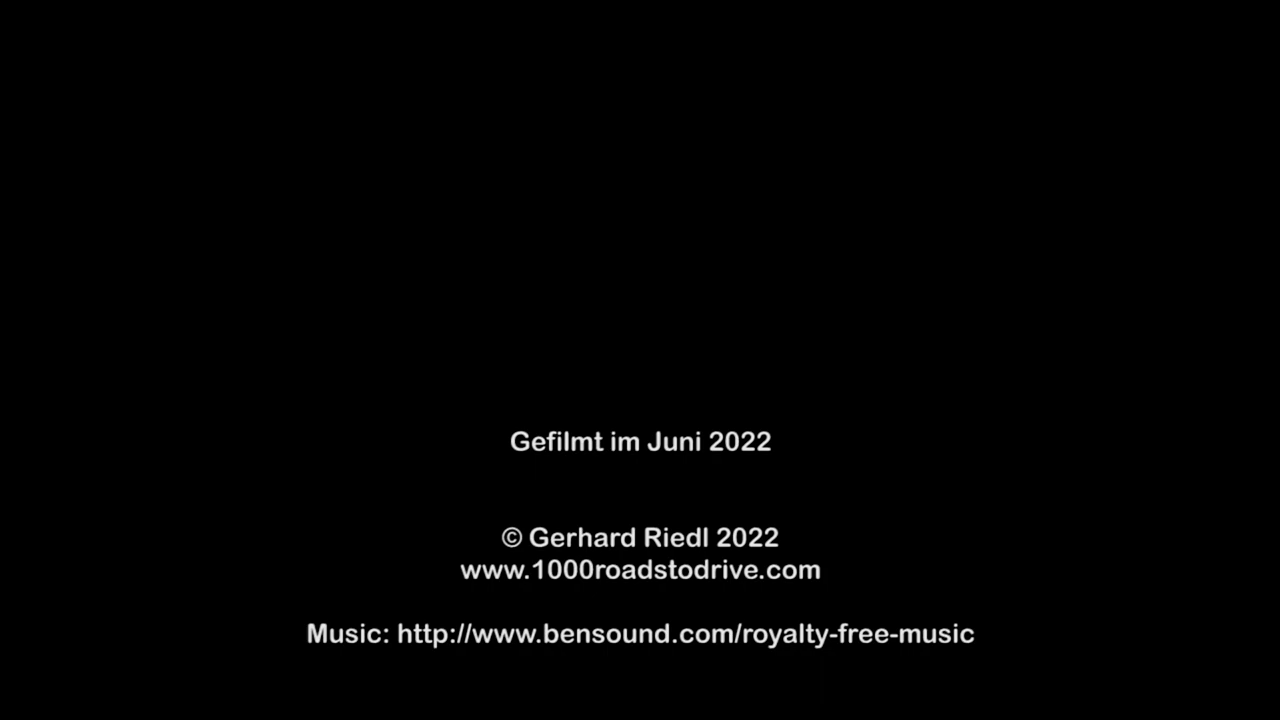 Gefilmt im Juni 2022
© Gerhard Riedl 2022
www.1000roadstodrive.com
Music: http://www.bensound.com/royalty-free-music